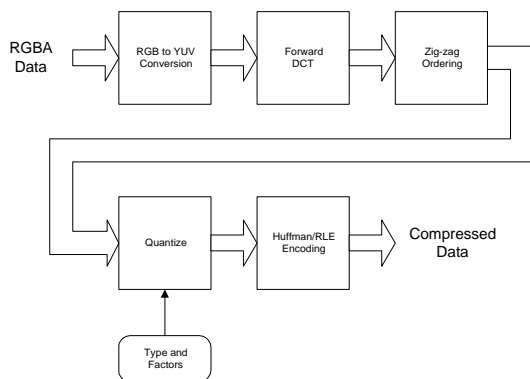 RGBA
Data
RGB to YUV
Conversion
Forward
DCT
Zig-zag
Ordering
Quantize
Huffman/RLE
Encoding
Compressed
Data
Type and
Factors